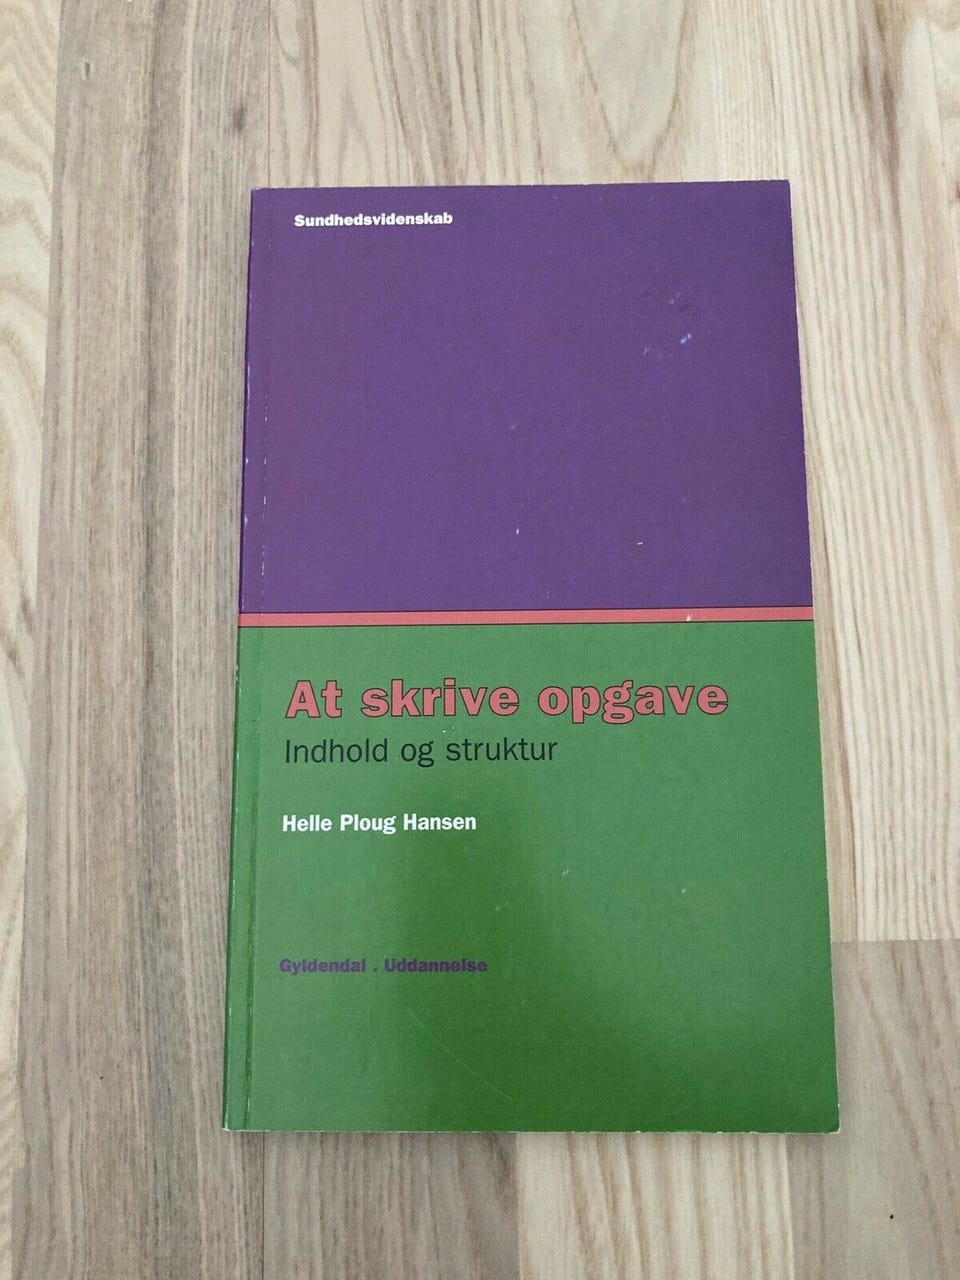 Sundhedsvidenskab
At skrive opgave
Indhold og struktur
Helle Ploug Hansen
Gyldendal . Uddannelse